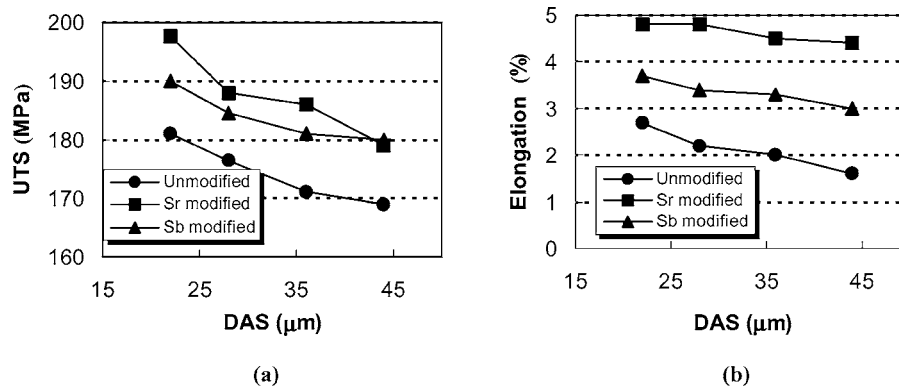 200
190
180
170
160
UTS (MPa)
Unmodified
Sr modified
Sb modified
15
25
35
45
DAS (μm)
(a)
5
4
3
2
1
0
Elongation (%)
Unmodified
Sr modified
Sb modified
15
25
35
45
DAS (μm)
(b)